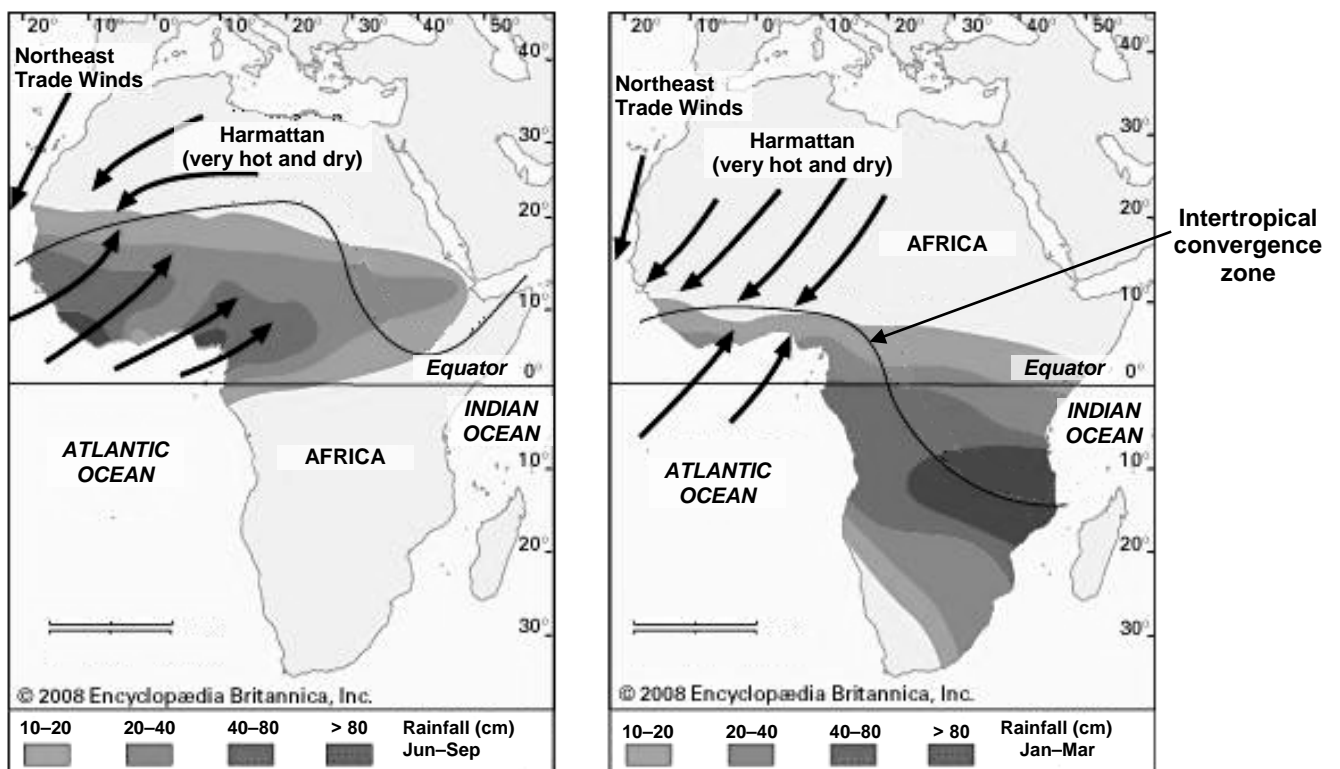 20° 10° 0° 10° 20° 30° 40° 50°
Northeast
Trade Winds
40°
30°
Harmattan
(very hot and dry)
20°
10°
Equator 0°
INDIAN
OCEAN
ATLANTIC
OCEAN
AFRICA
10°
20°
30°
© 2008 Encyclopædia Britannica, Inc.
10–20 20–40 40–80 > 80 Rainfall (cm)
Jun–Sep
20° 10° 0° 10° 20° 30° 40° 50°
40°
Northeast
Trade Winds
30°
Harmattan
(very hot and dry)
20°
AFRICA
Intertropical
convergence
zone
10°
Equator 0°
INDIAN
OCEAN
ATLANTIC
OCEAN
10°
20°
30°
© 2008 Encyclopædia Britannica, Inc.
10–20 20–40 40–80 > 80 Rainfall (cm)
Jan–Mar